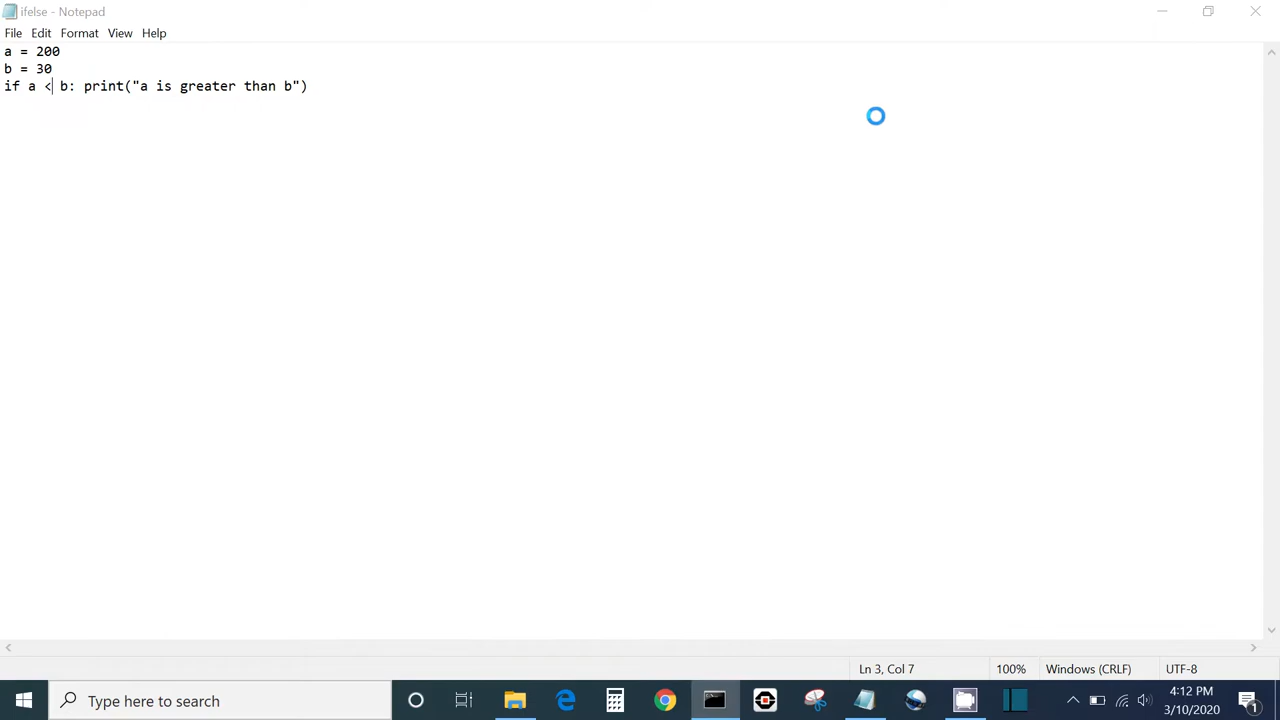 ifelse - Notepad
File Edit Format View Help
a = 200
b = 30
if a < b: print("a is greater than b")
Ln 3, Col 7 100% Windows (CRLF) UTF-8
Type here to search
4:12 PM
3/10/2020
1